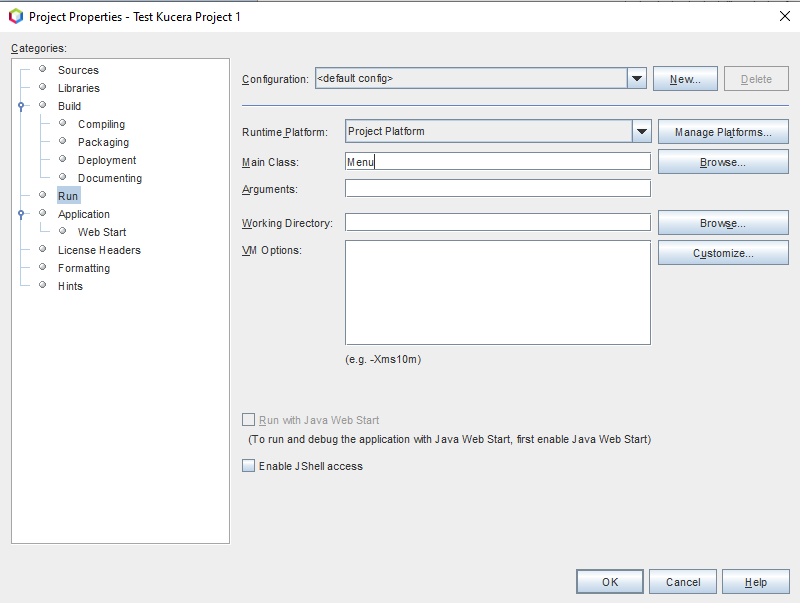 Project Properties - Test Kucera Project 1
Categories:
Sources
Libraries
Build
Compiling
Packaging
Deployment
Documenting
Run
Application
Web Start
License Headers
Formatting
Hints
Configuration: <default config> New... Delete
Runtime Platform: Project Platform Manage Platforms...
Main Class: Menu Browse...
Arguments:
Working Directory: Browse...
VM Options: Customize...
(e.g. -Xms10m)
Run with Java Web Start
(To run and debug the application with Java Web Start, first enable Java Web Start)
Enable JShell access
OK Cancel Help